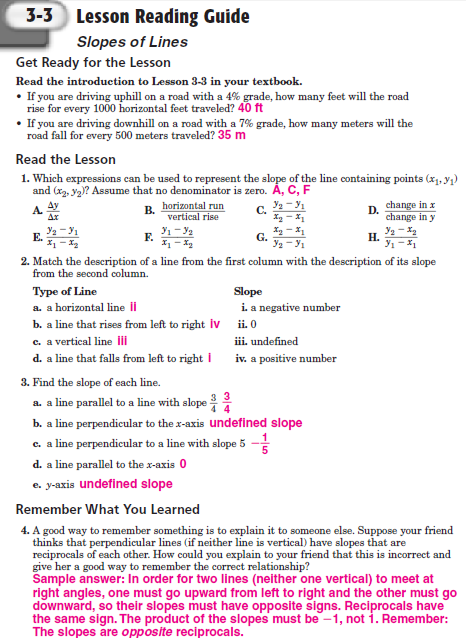 3-3 Lesson Reading Guide
Slopes of Lines
Get Ready for the Lesson
Read the introduction to Lesson 3-3 in your textbook.
• If you are driving uphill on a road with a 4% grade, how many feet will the road
rise for every 1000 horizontal feet traveled? 40 ft
• If you are driving downhill on a road with a 7% grade, how many meters will the
road fall for every 500 meters traveled? 35 m
Read the Lesson
1. Which expressions can be used to represent the slope of the line containing points (x₁, y₁)
and (x₂, y₂)? Assume that no denominator is zero. A, C, F
A. Δy/Δx B. horizontal run/vertical rise C. y₂ − y₁/x₂ − x₁ D. change in x/change in y
E. y₂ − y₁/x₁ − x₂ F. y₁ − y₂/x₁ − x₂ G. x₂ − x₁/y₂ − y₁ H. y₂ − x₂/y₁ − x₁
2. Match the description of a line from the first column with the description of its slope
from the second column.
Type of Line Slope
a. a horizontal line ii i. a negative number
b. a line that rises from left to right iv ii. 0
c. a vertical line iii iii. undefined
d. a line that falls from left to right i iv. a positive number
3. Find the slope of each line.
a. a line parallel to a line with slope 3/4 3/4
b. a line perpendicular to the x-axis undefined slope
c. a line perpendicular to a line with slope 5 −1/5
d. a line parallel to the x-axis 0
e. y-axis undefined slope
Remember What You Learned
4. A good way to remember something is to explain it to someone else. Suppose your friend
thinks that perpendicular lines (if neither line is vertical) have slopes that are
reciprocals of each other. How could you explain to your friend that this is incorrect and
give her a good way to remember the correct relationship?
Sample answer: In order for two lines (neither one vertical) to meet at
right angles, one must go upward from left to right and the other must go
downward, so their slopes must have opposite signs. Reciprocals have
the same sign. The product of the slopes must be −1, not 1. Remember:
The slopes are opposite reciprocals.